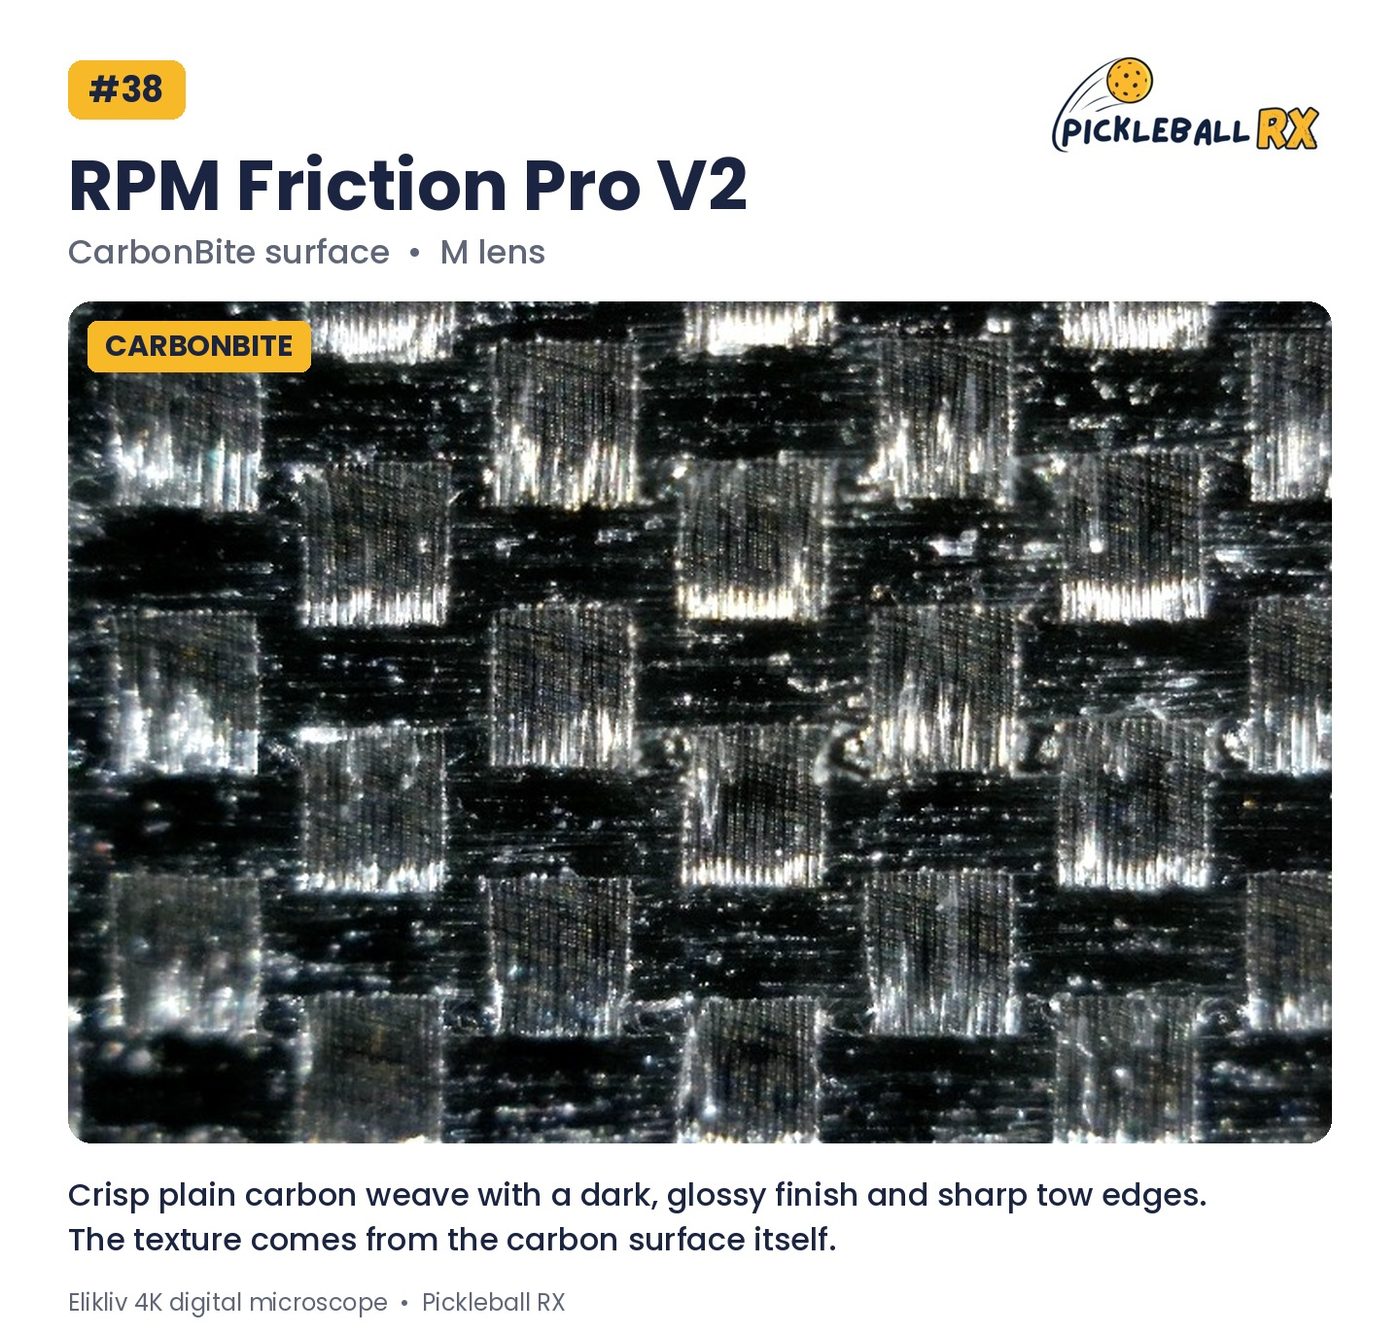 #38
PICKLEBALL RX
RPM Friction Pro V2
CarbonBite surface • M lens
CARBONBITE
Crisp plain carbon weave with a dark, glossy finish and sharp tow edges.
The texture comes from the carbon surface itself.
Elikliv 4K digital microscope • Pickleball RX